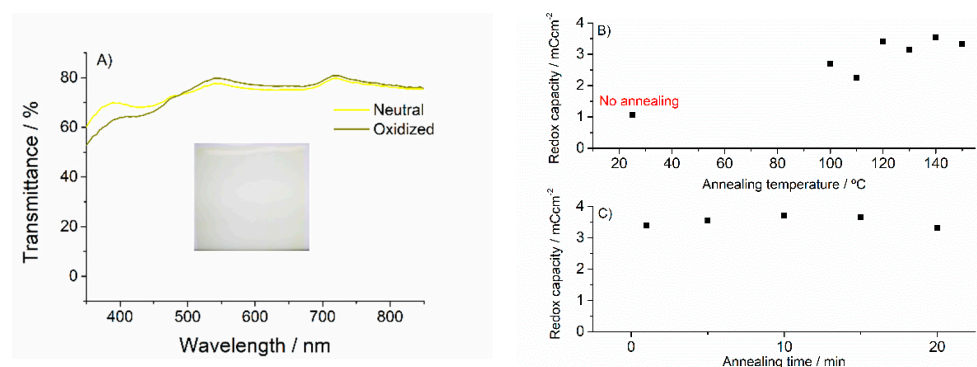 A)
Transmittance / %
80
60
40
20
0
Neutral
Oxidized
400
500
600
700
800
Wavelength / nm
B)
Redox capacity / mCcm-2
4
3
2
1
0
No annealing
20
40
60
80
100
120
140
Annealing temperature / ºC
C)
Redox capacity / mCcm-2
4
3
2
1
0
0
10
20
Annealing time / min